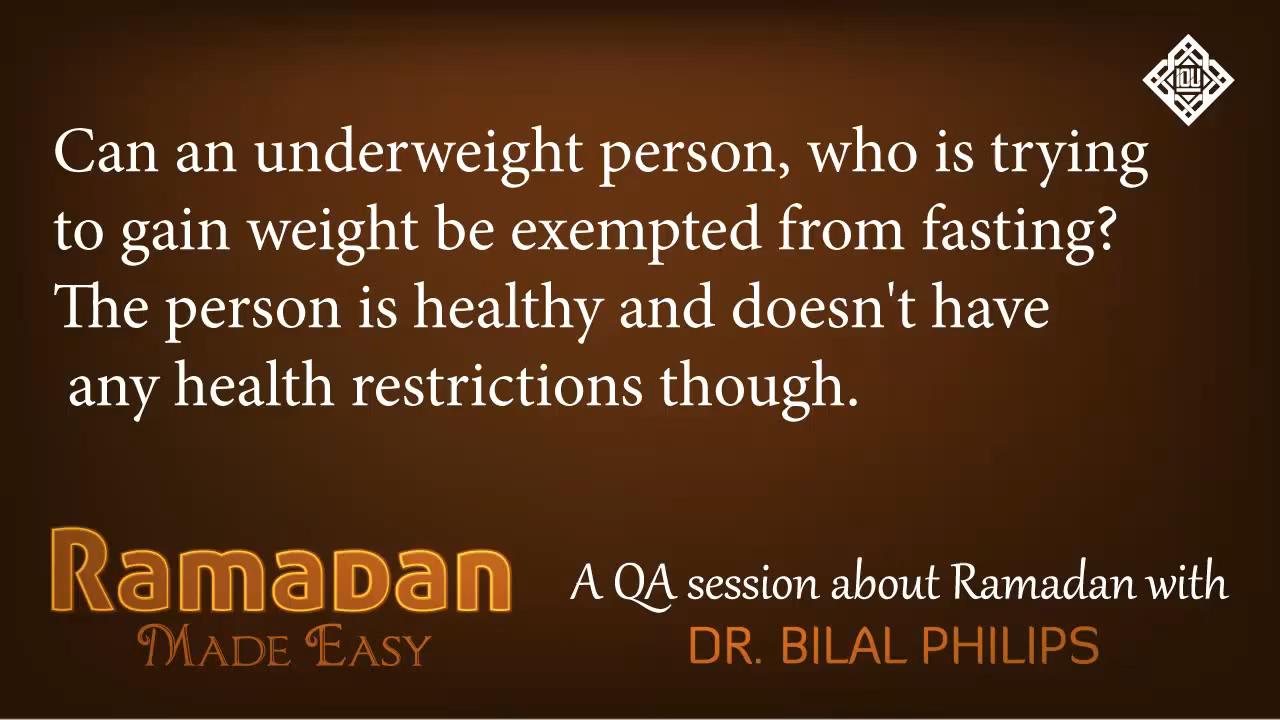 IOU
Can an underweight person, who is trying
to gain weight be exempted from fasting?
The person is healthy and doesn't have
any health restrictions though.
Ramadan
Made Easy
A QA session about Ramadan with
DR. BILAL PHILIPS